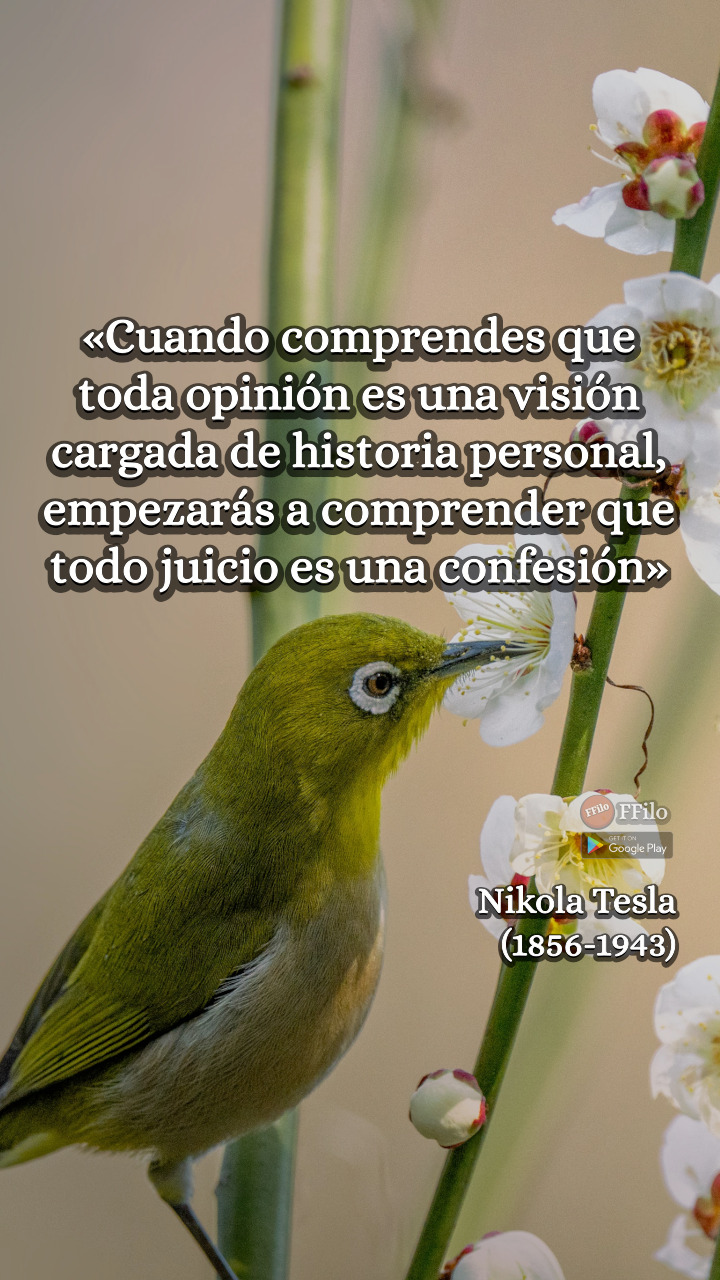 «Cuando comprendes que
toda opinión es una visión
cargada de historia personal,
empezarás a comprender que
todo juicio es una confesión»
FFilo FFilo
GET IT ON
Google Play
Nikola Tesla
(1856-1943)